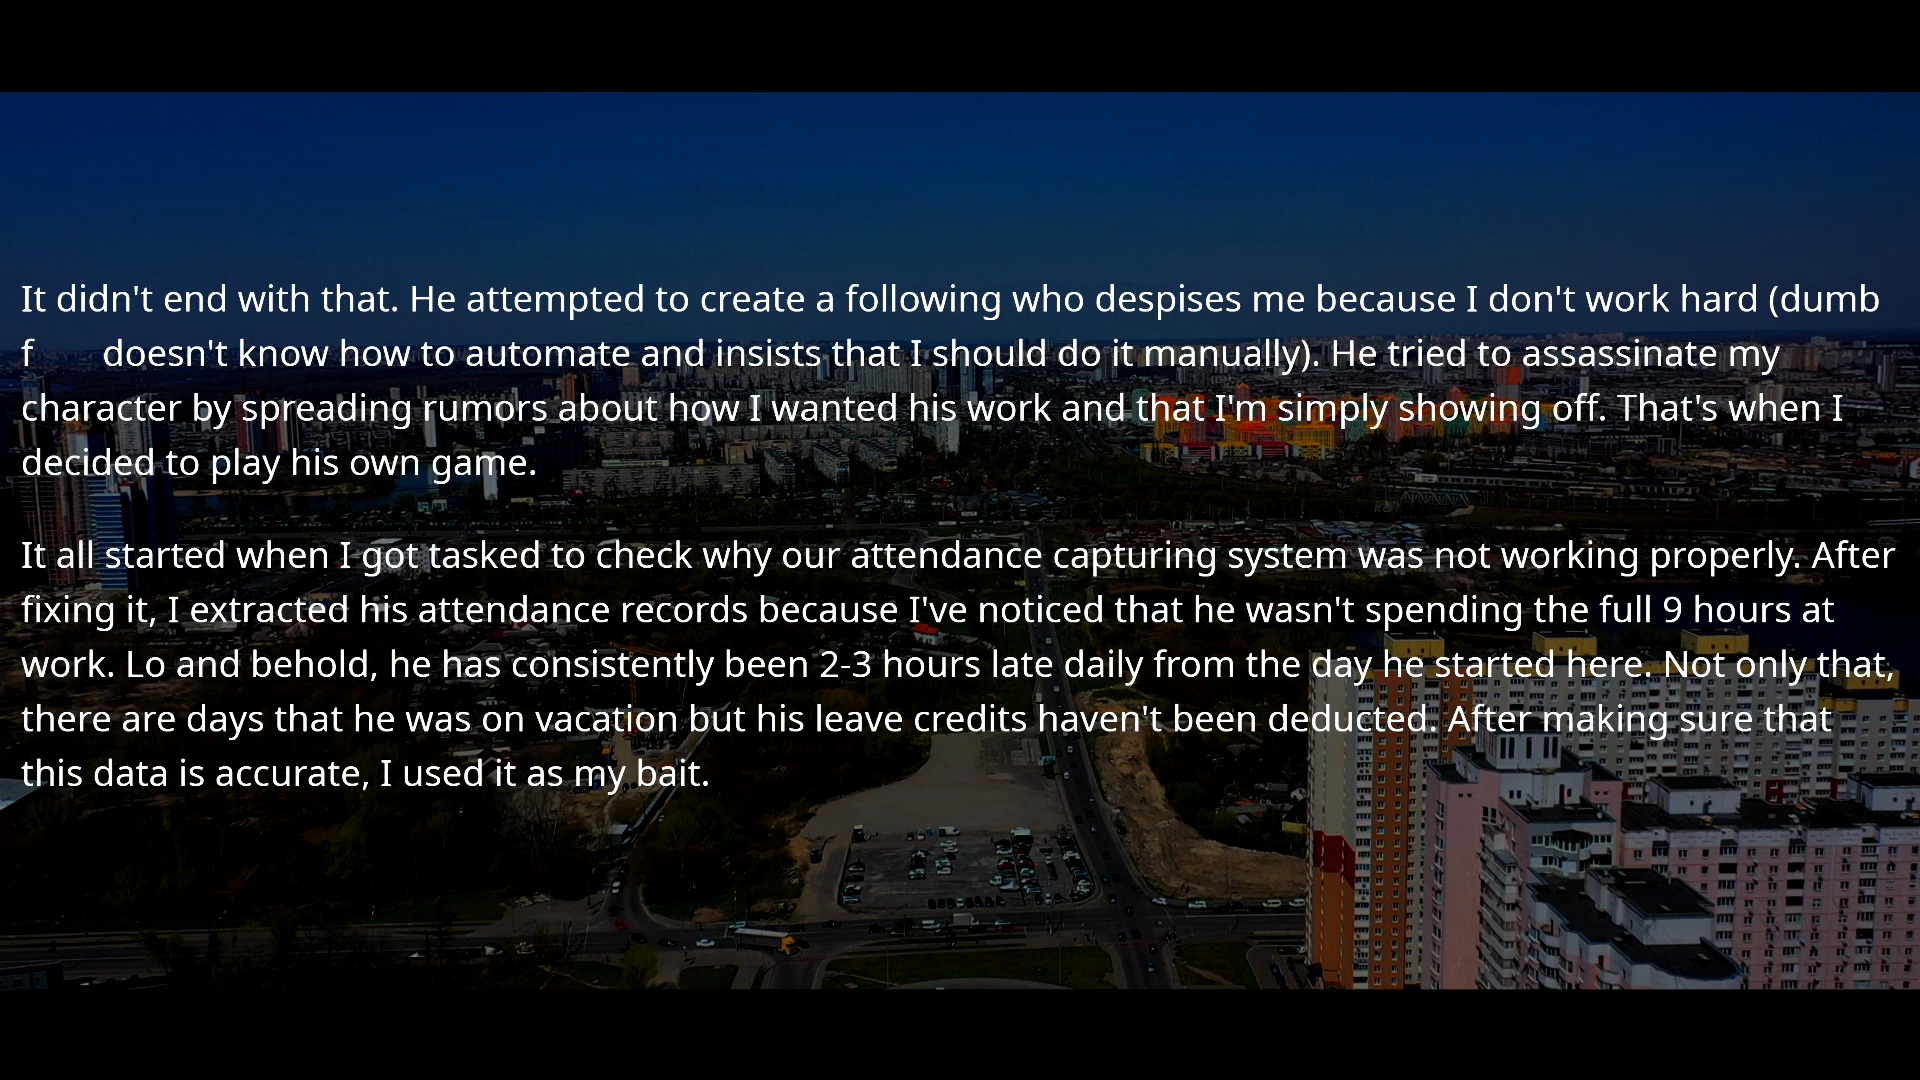 It didn't end with that. He attempted to create a following who despises me because I don't work hard (dumb
f doesn't know how to automate and insists that I should do it manually). He tried to assassinate my
character by spreading rumors about how I wanted his work and that I'm simply showing off. That's when I
decided to play his own game.
It all started when I got tasked to check why our attendance capturing system was not working properly. After
fixing it, I extracted his attendance records because I've noticed that he wasn't spending the full 9 hours at
work. Lo and behold, he has consistently been 2-3 hours late daily from the day he started here. Not only that,
there are days that he was on vacation but his leave credits haven't been deducted. After making sure that
this data is accurate, I used it as my bait.